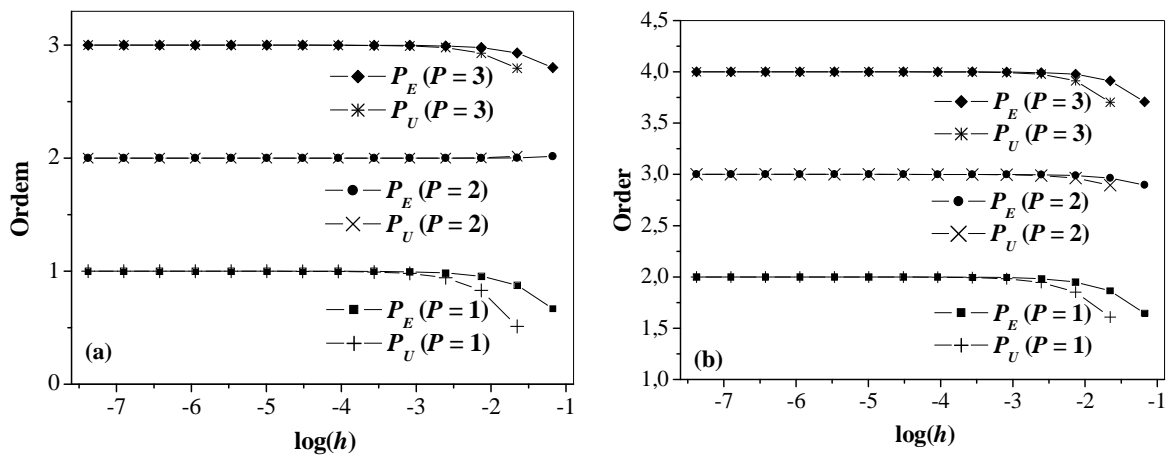 3
2
1
0
Ordem
P_E (P = 3)
P_U (P = 3)
P_E (P = 2)
P_U (P = 2)
P_E (P = 1)
P_U (P = 1)
(a)
-7 -6 -5 -4 -3 -2 -1
log(h)
4,5
4,0
3,5
3,0
2,5
2,0
1,5
1,0
Order
P_E (P = 3)
P_U (P = 3)
P_E (P = 2)
P_U (P = 2)
P_E (P = 1)
P_U (P = 1)
(b)
-7 -6 -5 -4 -3 -2 -1
log(h)